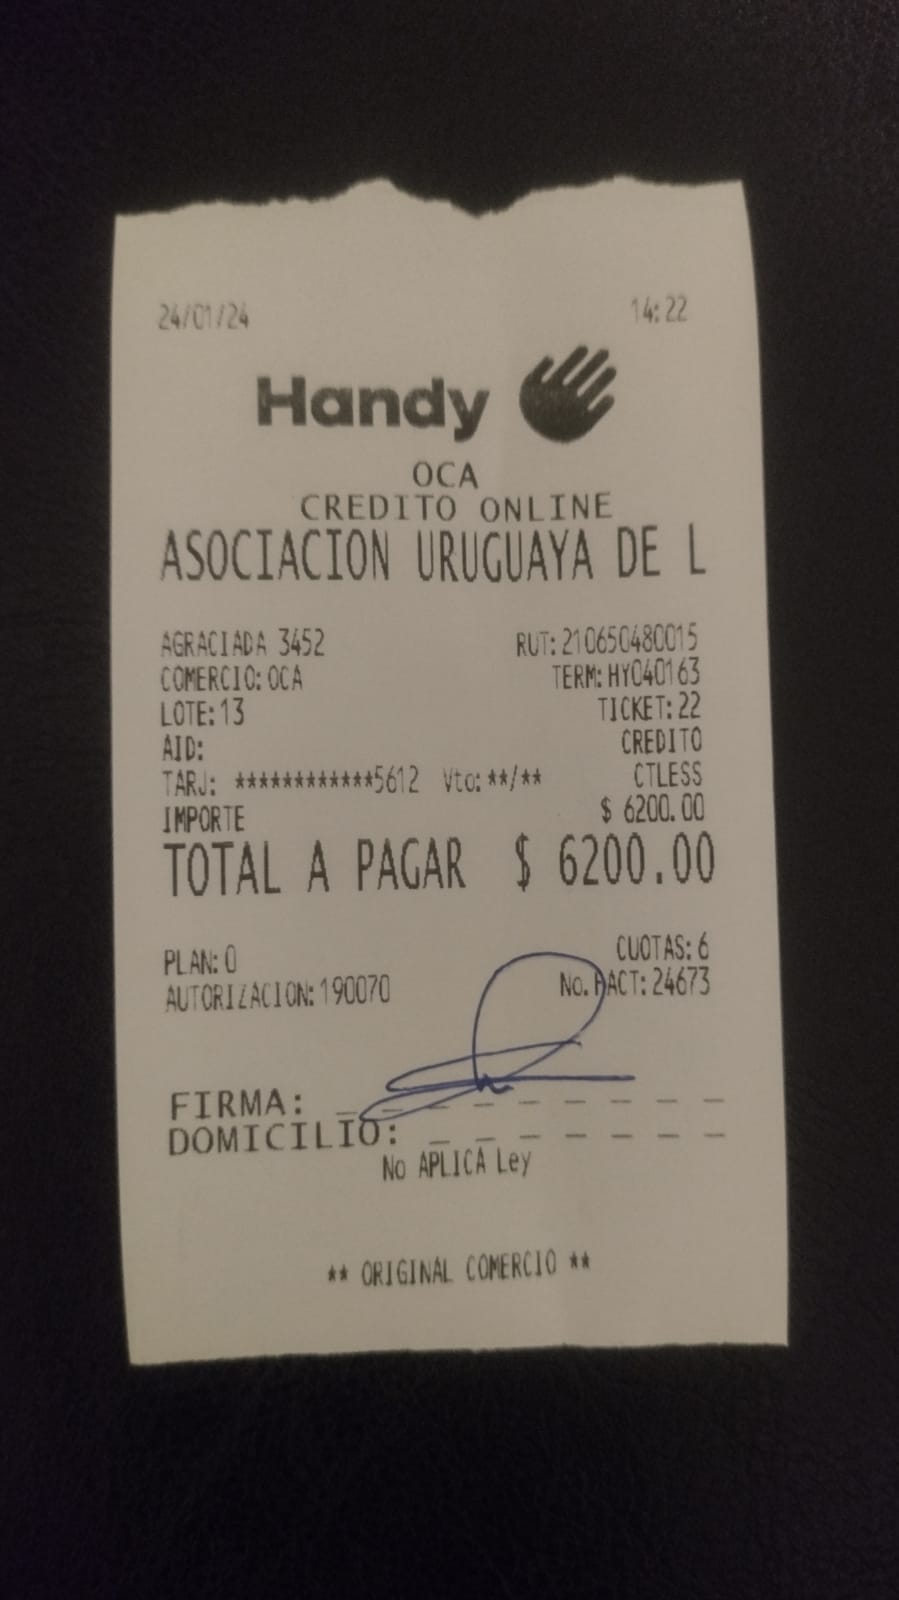 24/01/24 14:22
Handy
OCA
CREDITO ONLINE
ASOCIACION URUGUAYA DE L
AGRACIADA 3452 RUT: 210650480015
COMERCIO: OCA TERM: HY040163
LOTE: 13 TICKET: 22
AID: CREDITO
TARJ: ************5612 Vto: **/** CTLESS
IMPORTE $ 6200.00
TOTAL A PAGAR $ 6200.00
PLAN: 0 CUOTAS: 6
AUTORIZACION: 190070 No. FACT: 24673
FIRMA: _ _ _ _ _ _ _ _ _
DOMICILIO: _ _ _ _ _ _ _
No APLICA Ley
** ORIGINAL COMERCIO **